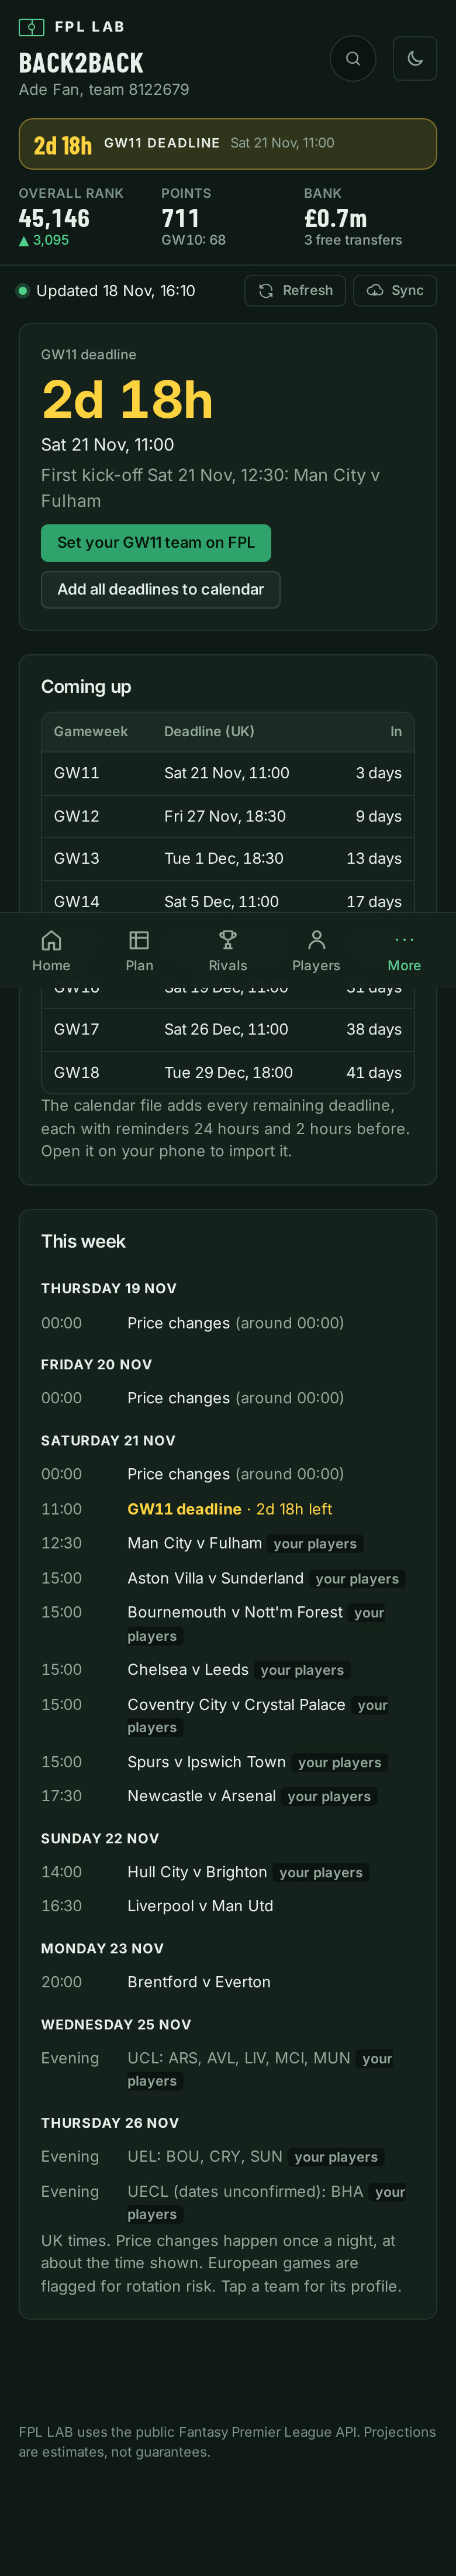 FPL LAB
BACK2BACK
Ade Fan, team 8122679
2d 18h GW11 DEADLINE Sat 21 Nov, 11:00
OVERALL RANK POINTS BANK
45,146 711 £0.7m
▲ 3,095 GW10: 68 3 free transfers
Updated 18 Nov, 16:10 Refresh Sync
GW11 deadline
2d 18h
Sat 21 Nov, 11:00
First kick-off Sat 21 Nov, 12:30: Man City v
Fulham
Set your GW11 team on FPL
Add all deadlines to calendar
Coming up
Gameweek Deadline (UK) In
GW11 Sat 21 Nov, 11:00 3 days
GW12 Fri 27 Nov, 18:30 9 days
GW13 Tue 1 Dec, 18:30 13 days
GW14 Sat 5 Dec, 11:00 17 days
Home Plan Rivals Players More
GW16 Sat 19 Dec, 11:00 31 days
GW17 Sat 26 Dec, 11:00 38 days
GW18 Tue 29 Dec, 18:00 41 days
The calendar file adds every remaining deadline,
each with reminders 24 hours and 2 hours before.
Open it on your phone to import it.
This week
THURSDAY 19 NOV
00:00 Price changes (around 00:00)
FRIDAY 20 NOV
00:00 Price changes (around 00:00)
SATURDAY 21 NOV
00:00 Price changes (around 00:00)
11:00 GW11 deadline · 2d 18h left
12:30 Man City v Fulham your players
15:00 Aston Villa v Sunderland your players
15:00 Bournemouth v Nott'm Forest your
players
15:00 Chelsea v Leeds your players
15:00 Coventry City v Crystal Palace your
players
15:00 Spurs v Ipswich Town your players
17:30 Newcastle v Arsenal your players
SUNDAY 22 NOV
14:00 Hull City v Brighton your players
16:30 Liverpool v Man Utd
MONDAY 23 NOV
20:00 Brentford v Everton
WEDNESDAY 25 NOV
Evening UCL: ARS, AVL, LIV, MCI, MUN your
players
THURSDAY 26 NOV
Evening UEL: BOU, CRY, SUN your players
Evening UECL (dates unconfirmed): BHA your
players
UK times. Price changes happen once a night, at
about the time shown. European games are
flagged for rotation risk. Tap a team for its profile.
FPL LAB uses the public Fantasy Premier League API. Projections
are estimates, not guarantees.